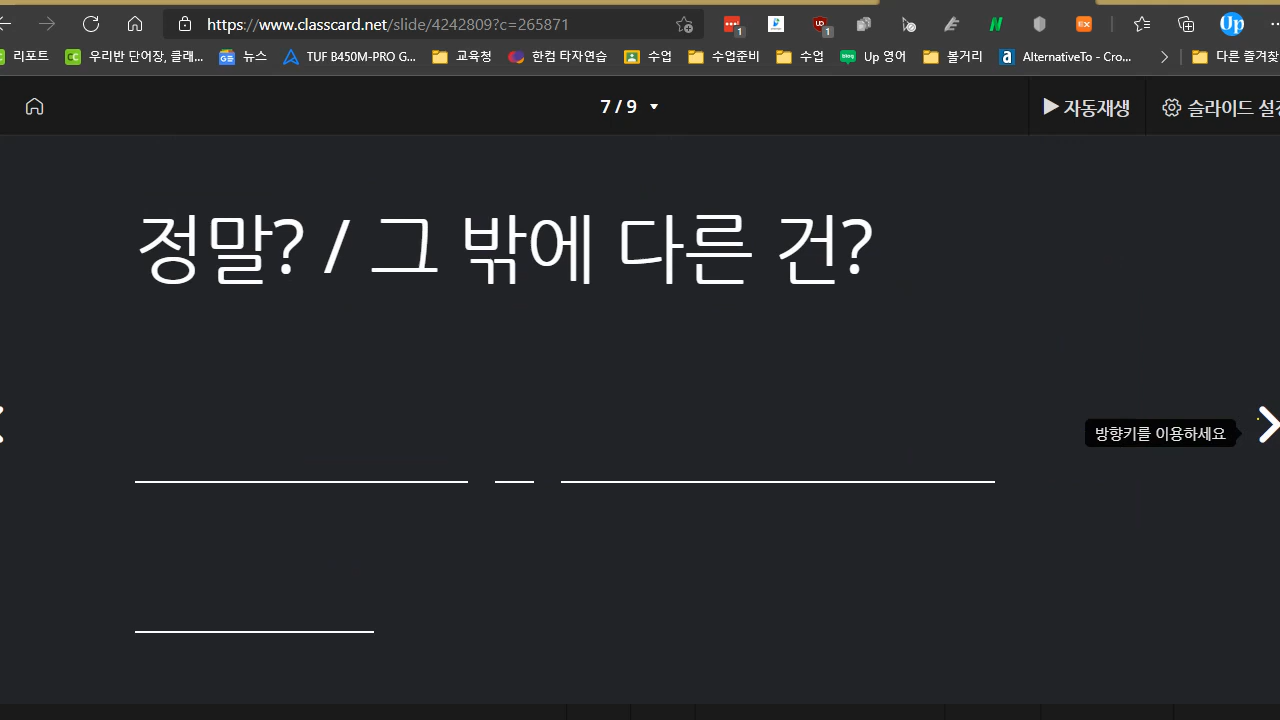 https://www.classcard.net/slide/4242809?c=265871
1
1
Up
리포트 우리반 단어장, 클래... 뉴스 TUF B450M-PRO G... 교육청 한컴 타자연습 수업 수업준비 수업 Up 영어 볼거리 AlternativeTo - Cro... 다른 즐겨찾
7 / 9
자동재생
슬라이드 설정
정말? / 그 밖에 다른 건?
방향키를 이용하세요